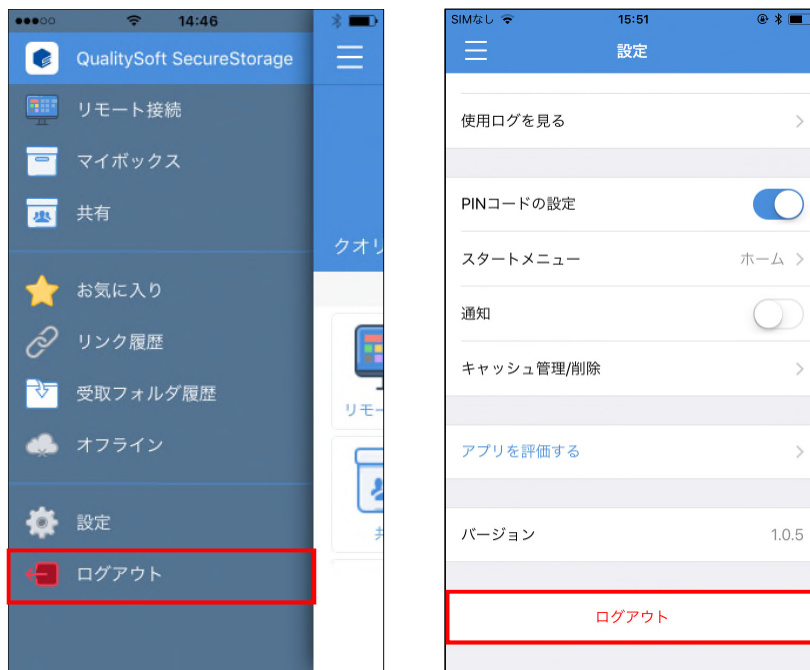 14:46
QualitySoft SecureStorage
リモート接続
マイボックス
共有
お気に入り
リンク履歴
受取フォルダ履歴
オフライン
設定
ログアウト
クオリ
リモー
共
SIMなし
15:51
設定
使用ログを見る
PINコードの設定
スタートメニュー
ホーム
通知
キャッシュ管理/削除
アプリを評価する
バージョン
1.0.5
ログアウト